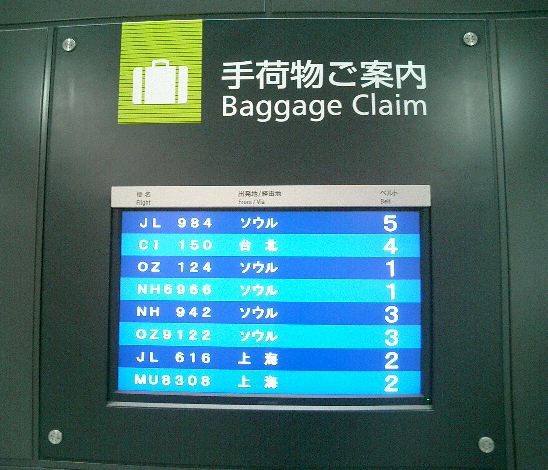 手荷物ご案内
Baggage Claim
便名 出発地/経由地 ベルト
Flight From/Via Belt
JL 984 ソウル 5
CI 150 台北 4
OZ 124 ソウル 1
NH6966 ソウル 1
NH 942 ソウル 3
OZ9122 ソウル 3
JL 616 上海 2
MU8308 上海 2